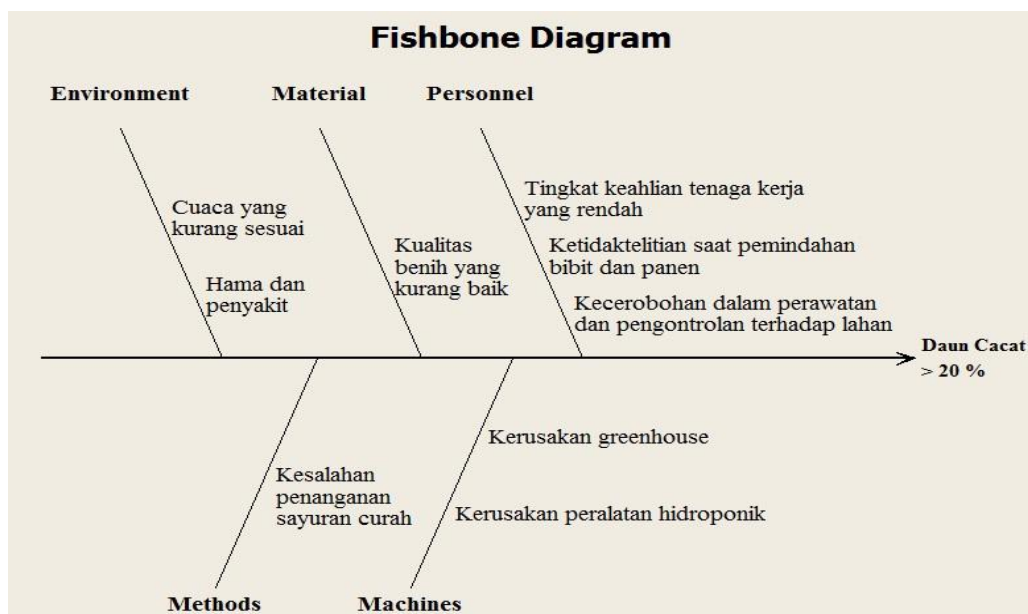 Fishbone Diagram
Environment
Material
Personnel
Cuaca yang
kurang sesuai
Hama dan
penyakit
Kualitas
benih yang
kurang baik
Tingkat keahlian tenaga kerja
yang rendah
Ketidaktelitian saat pemindahan
bibit dan panen
Kecerobohan dalam perawatan
dan pengontrolan terhadap lahan
Daun Cacat
> 20 %
Kesalahan
penanganan
sayuran curah
Kerusakan greenhouse
Kerusakan peralatan hidroponik
Methods
Machines